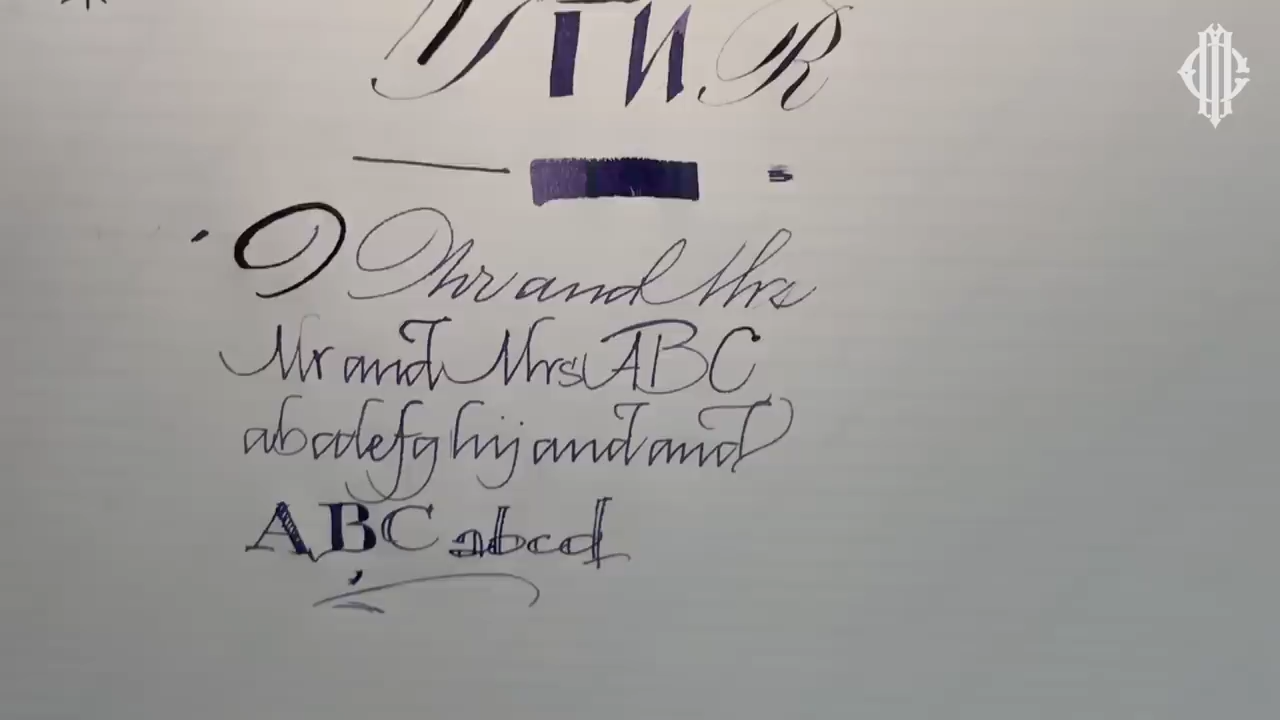 R
Mr and Mrs
Mr and Mrs ABC
abcdefghij and and
ABC abcd